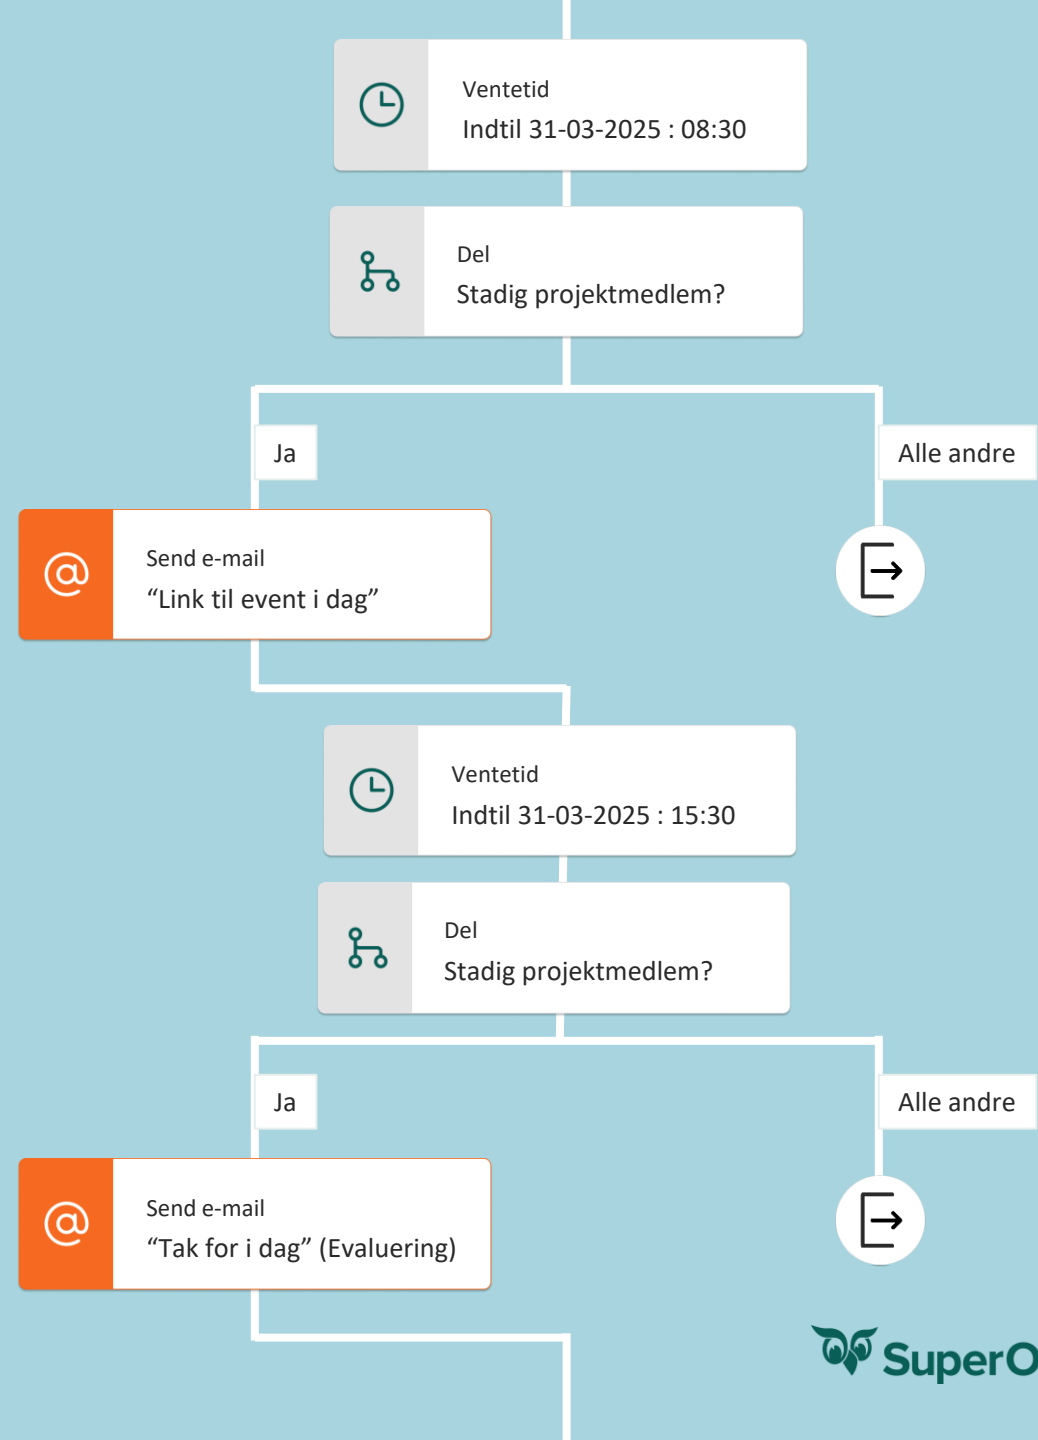 Ventetid
Indtil 31-03-2025 : 08:30
Del
Stadig projektmedlem?
Ja
Alle andre
Send e-mail
“Link til event i dag”
Ventetid
Indtil 31-03-2025 : 15:30
Del
Stadig projektmedlem?
Ja
Alle andre
Send e-mail
“Tak for i dag” (Evaluering)
SuperO